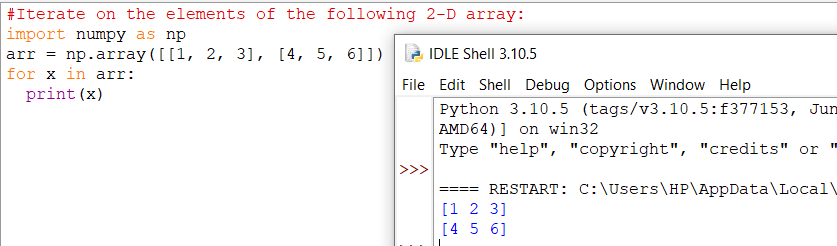 #Iterate on the elements of the following 2-D array:
import numpy as np
arr = np.array([[1, 2, 3], [4, 5, 6]])
for x in arr:
  print(x)
IDLE Shell 3.10.5
File Edit Shell Debug Options Window Help
Python 3.10.5 (tags/v3.10.5:f377153, Jun
AMD64)] on win32
Type "help", "copyright", "credits" or "
>>>
==== RESTART: C:\Users\HP\AppData\Local\
[1 2 3]
[4 5 6]
>>>